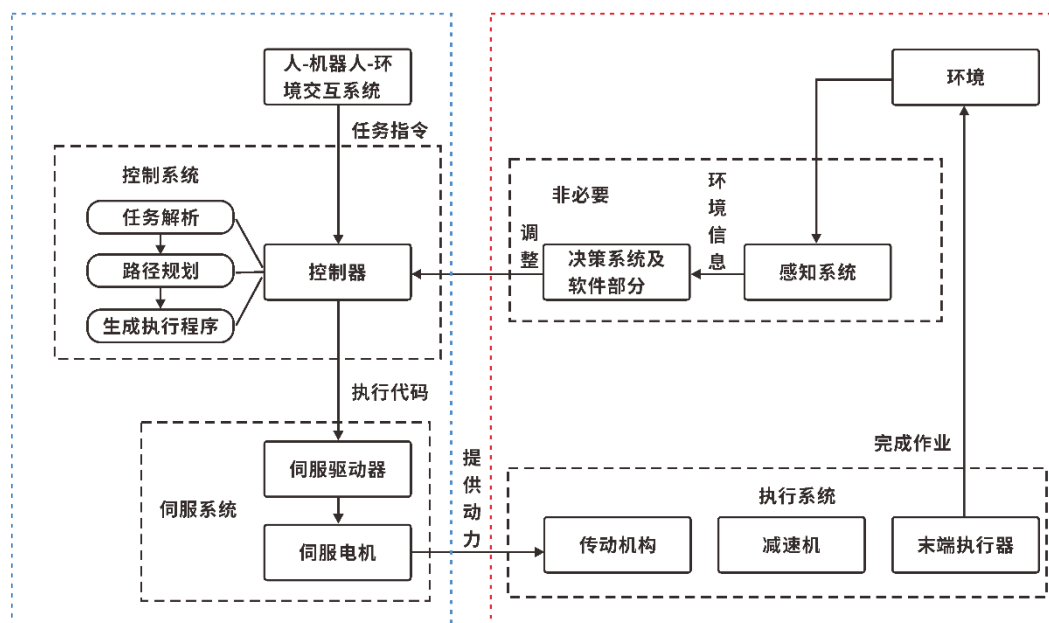 人-机器人-环
境交互系统
任务指令
控制系统
任务解析
路径规划
生成执行程序
控制器
执行代码
伺服系统
伺服驱动器
伺服电机
提供动力
环境
非必要
环境信息
调整
决策系统及
软件部分
感知系统
完成作业
执行系统
传动机构
减速机
末端执行器